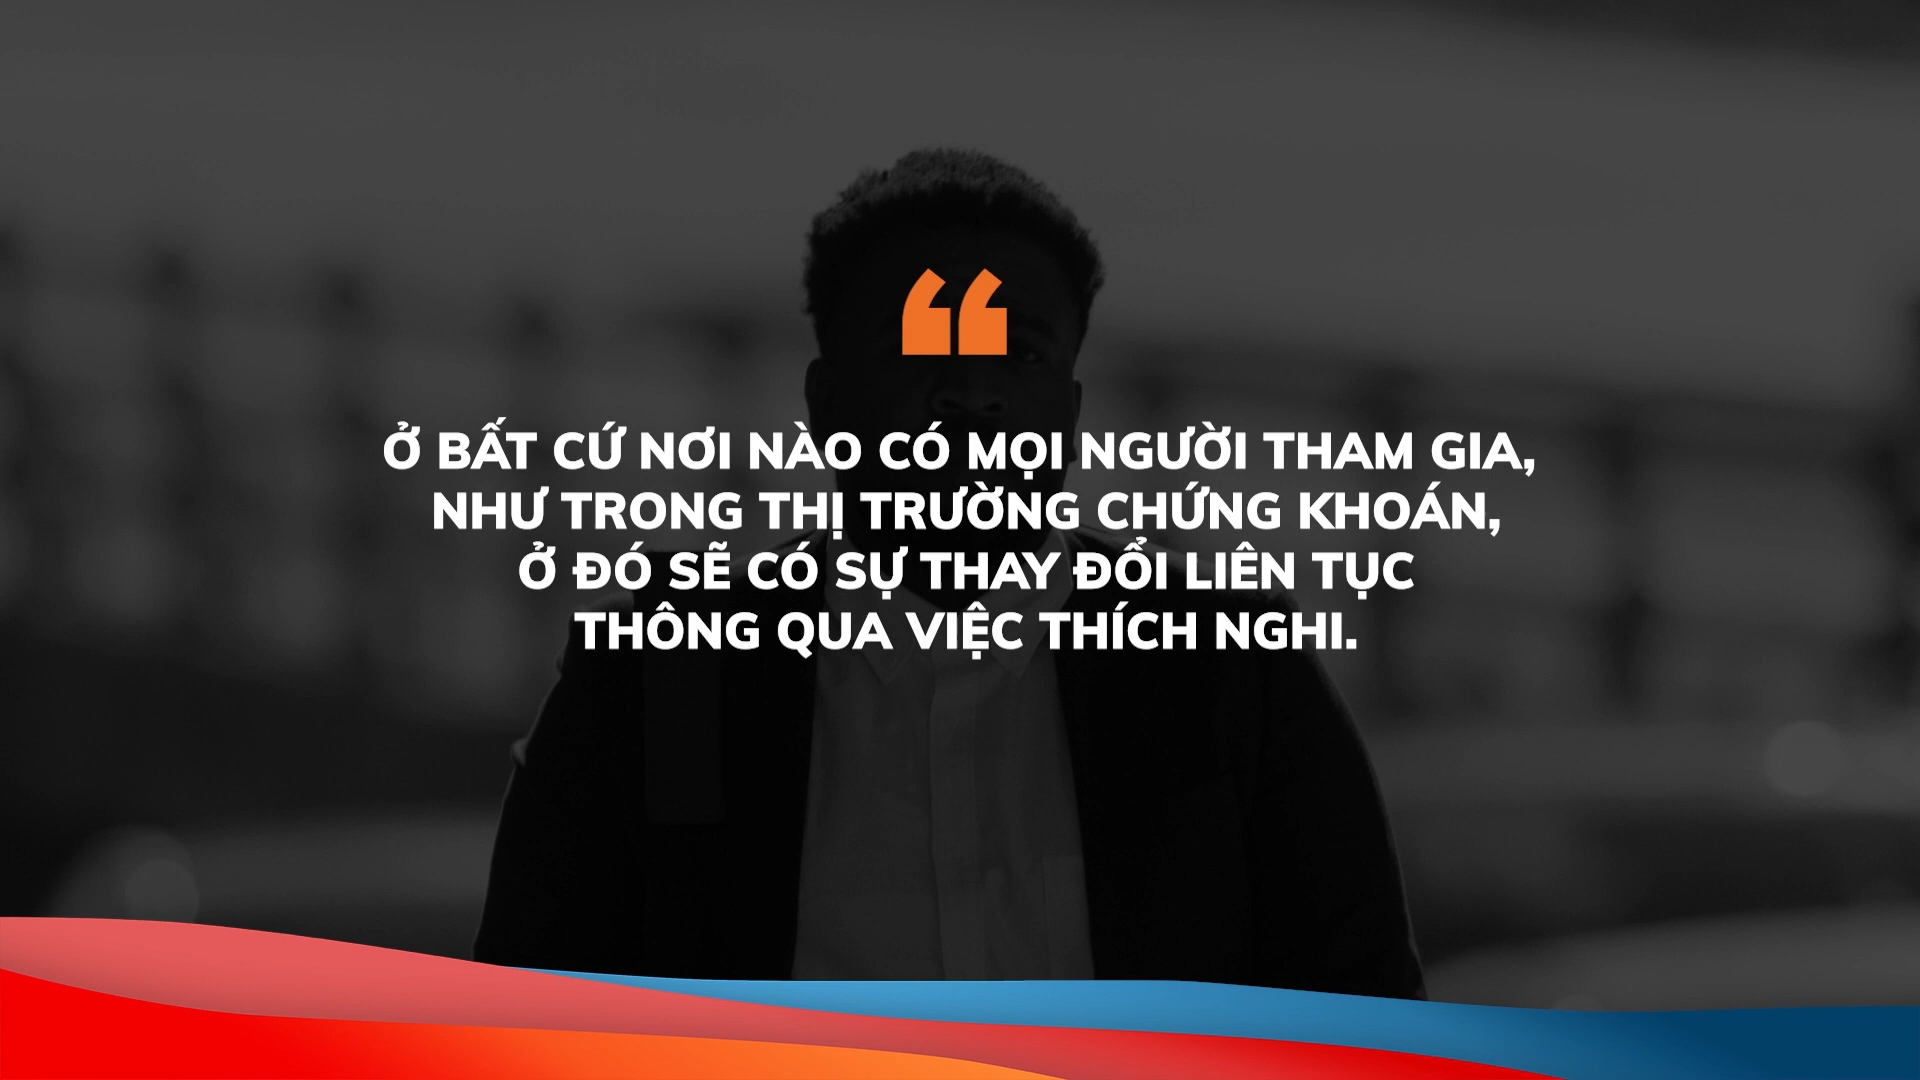 Ở BẤT CỨ NƠI NÀO CÓ MỌI NGƯỜI THAM GIA,
NHƯ TRONG THỊ TRƯỜNG CHỨNG KHOÁN,
Ở ĐÓ SẼ CÓ SỰ THAY ĐỔI LIÊN TỤC
THÔNG QUA VIỆC THÍCH NGHI.